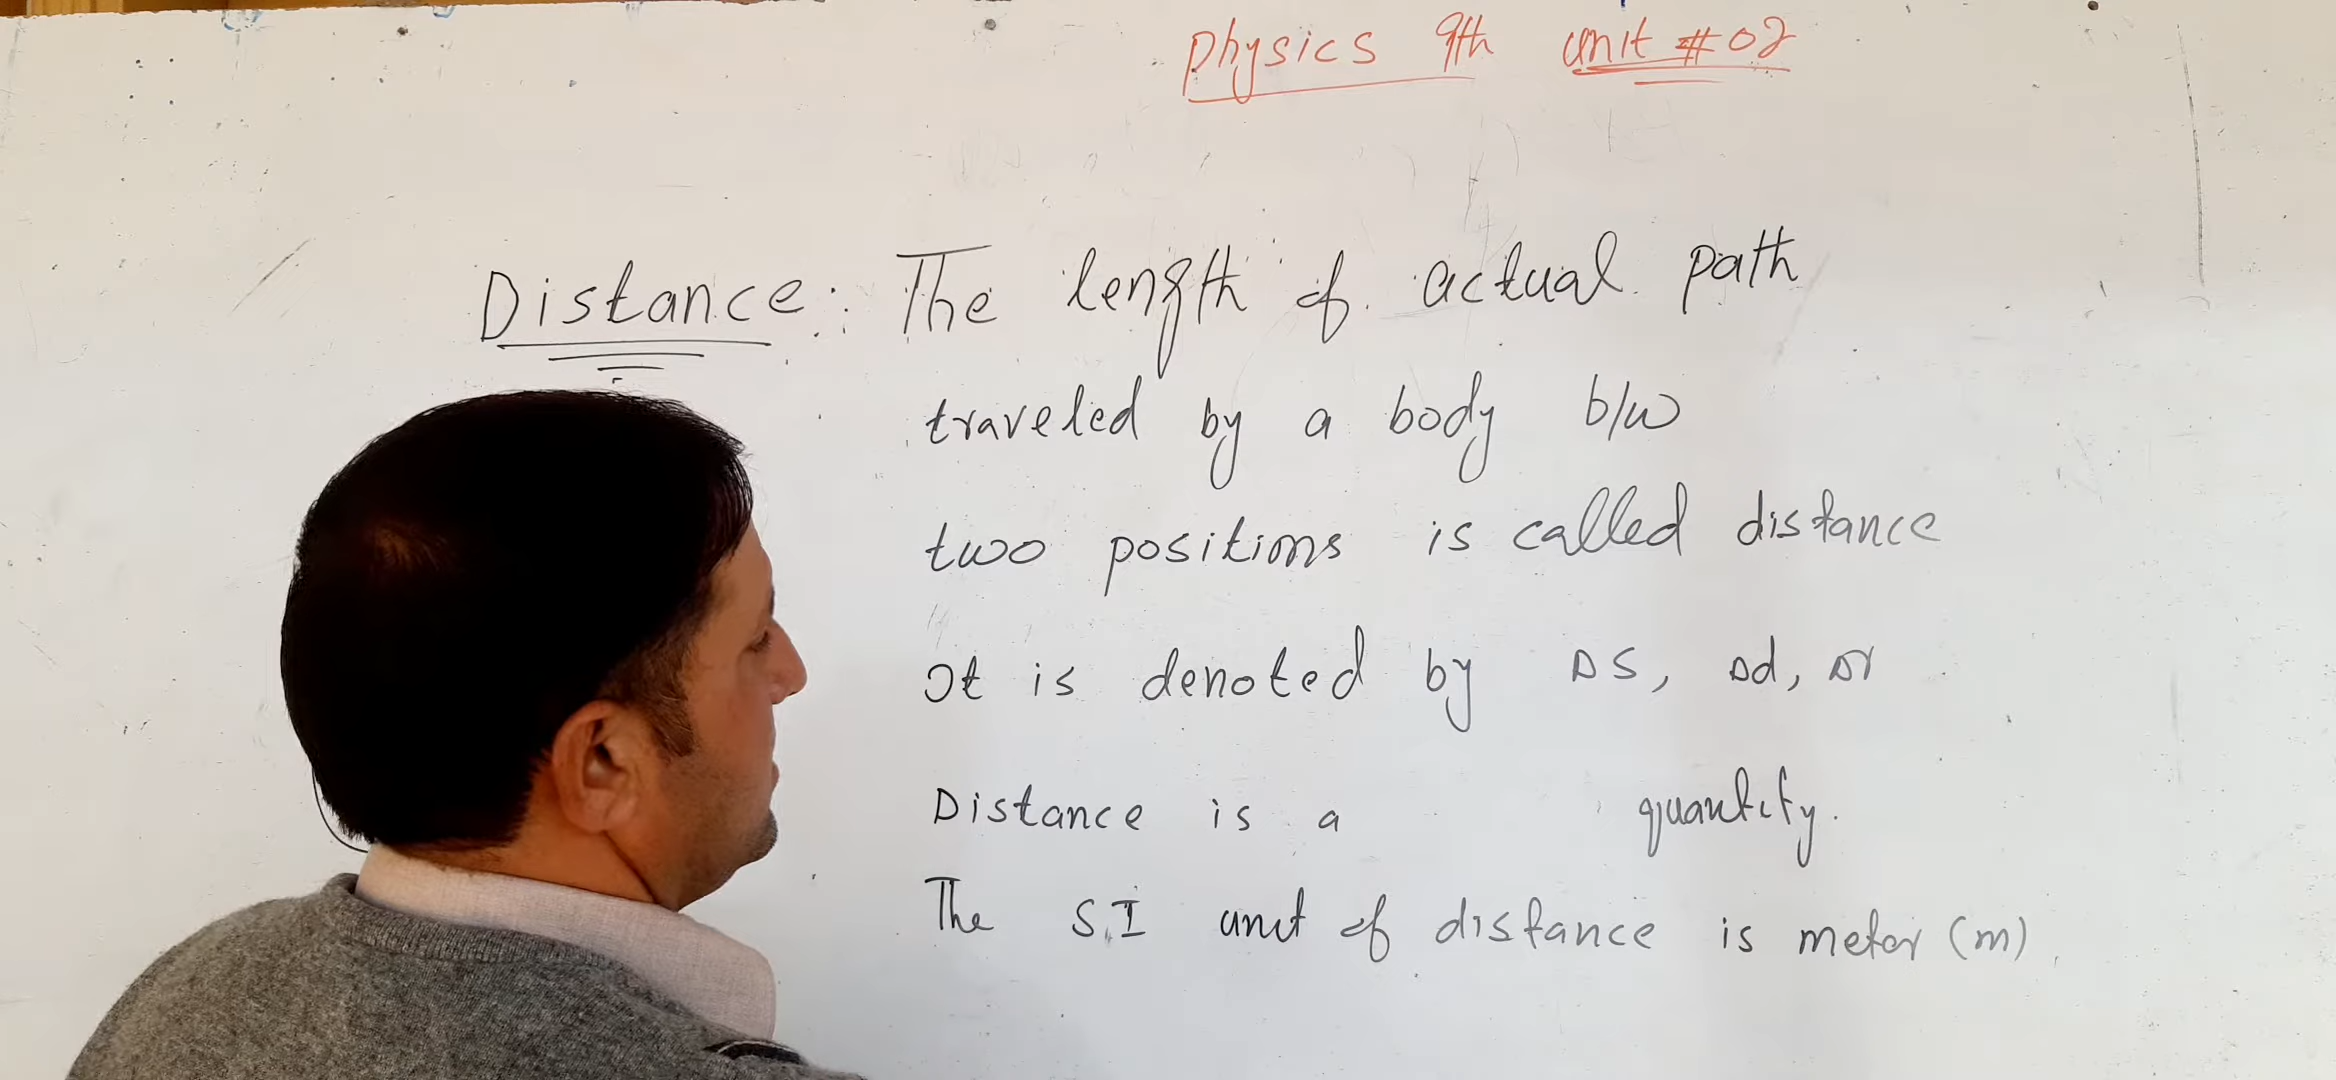 Physics 9th unit #02
Distance: The length of actual path
traveled by a body b/w
two positions is called distance
It is denoted by ΔS, Δd, Δr
Distance is a quantity.
The S.I unit of distance is meter (m)